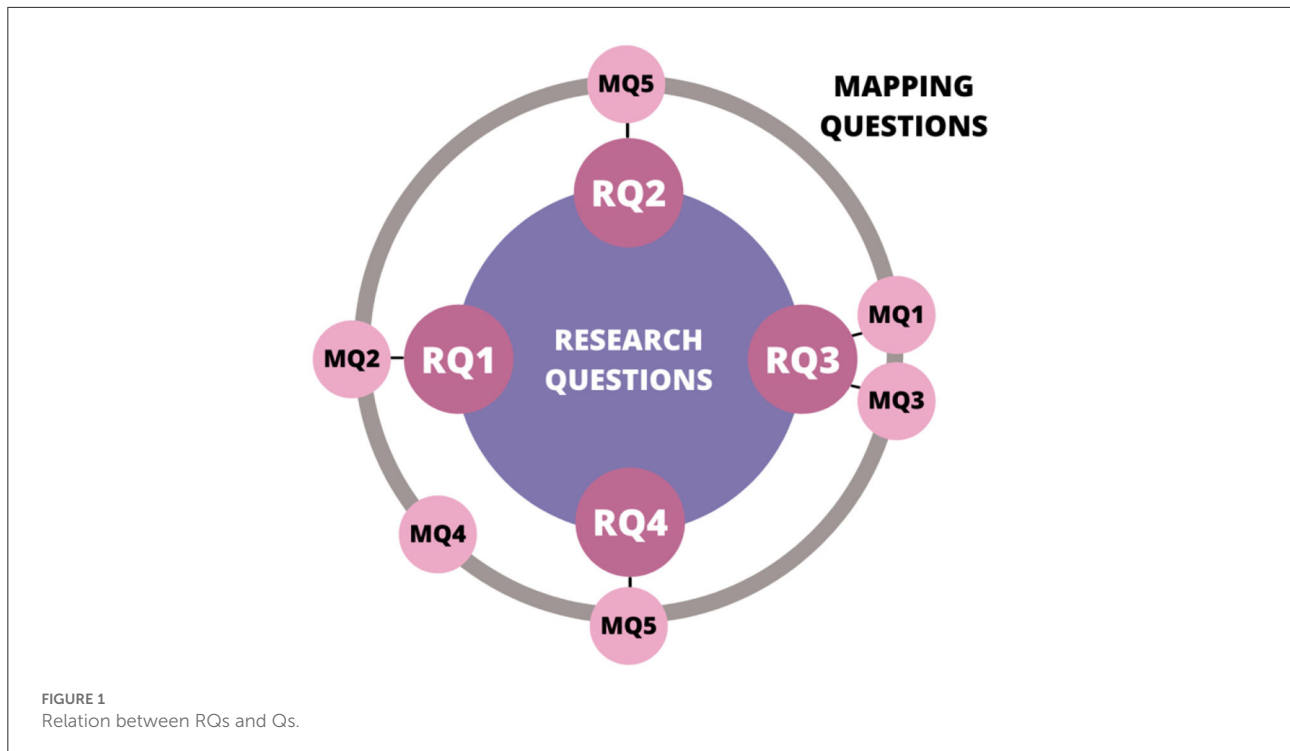 MQ5
MAPPING
QUESTIONS
RQ2
MQ1
RESEARCH
QUESTIONS
MQ2
RQ1
RQ3
MQ3
RQ4
MQ4
MQ5
FIGURE 1
Relation between RQs and Qs.